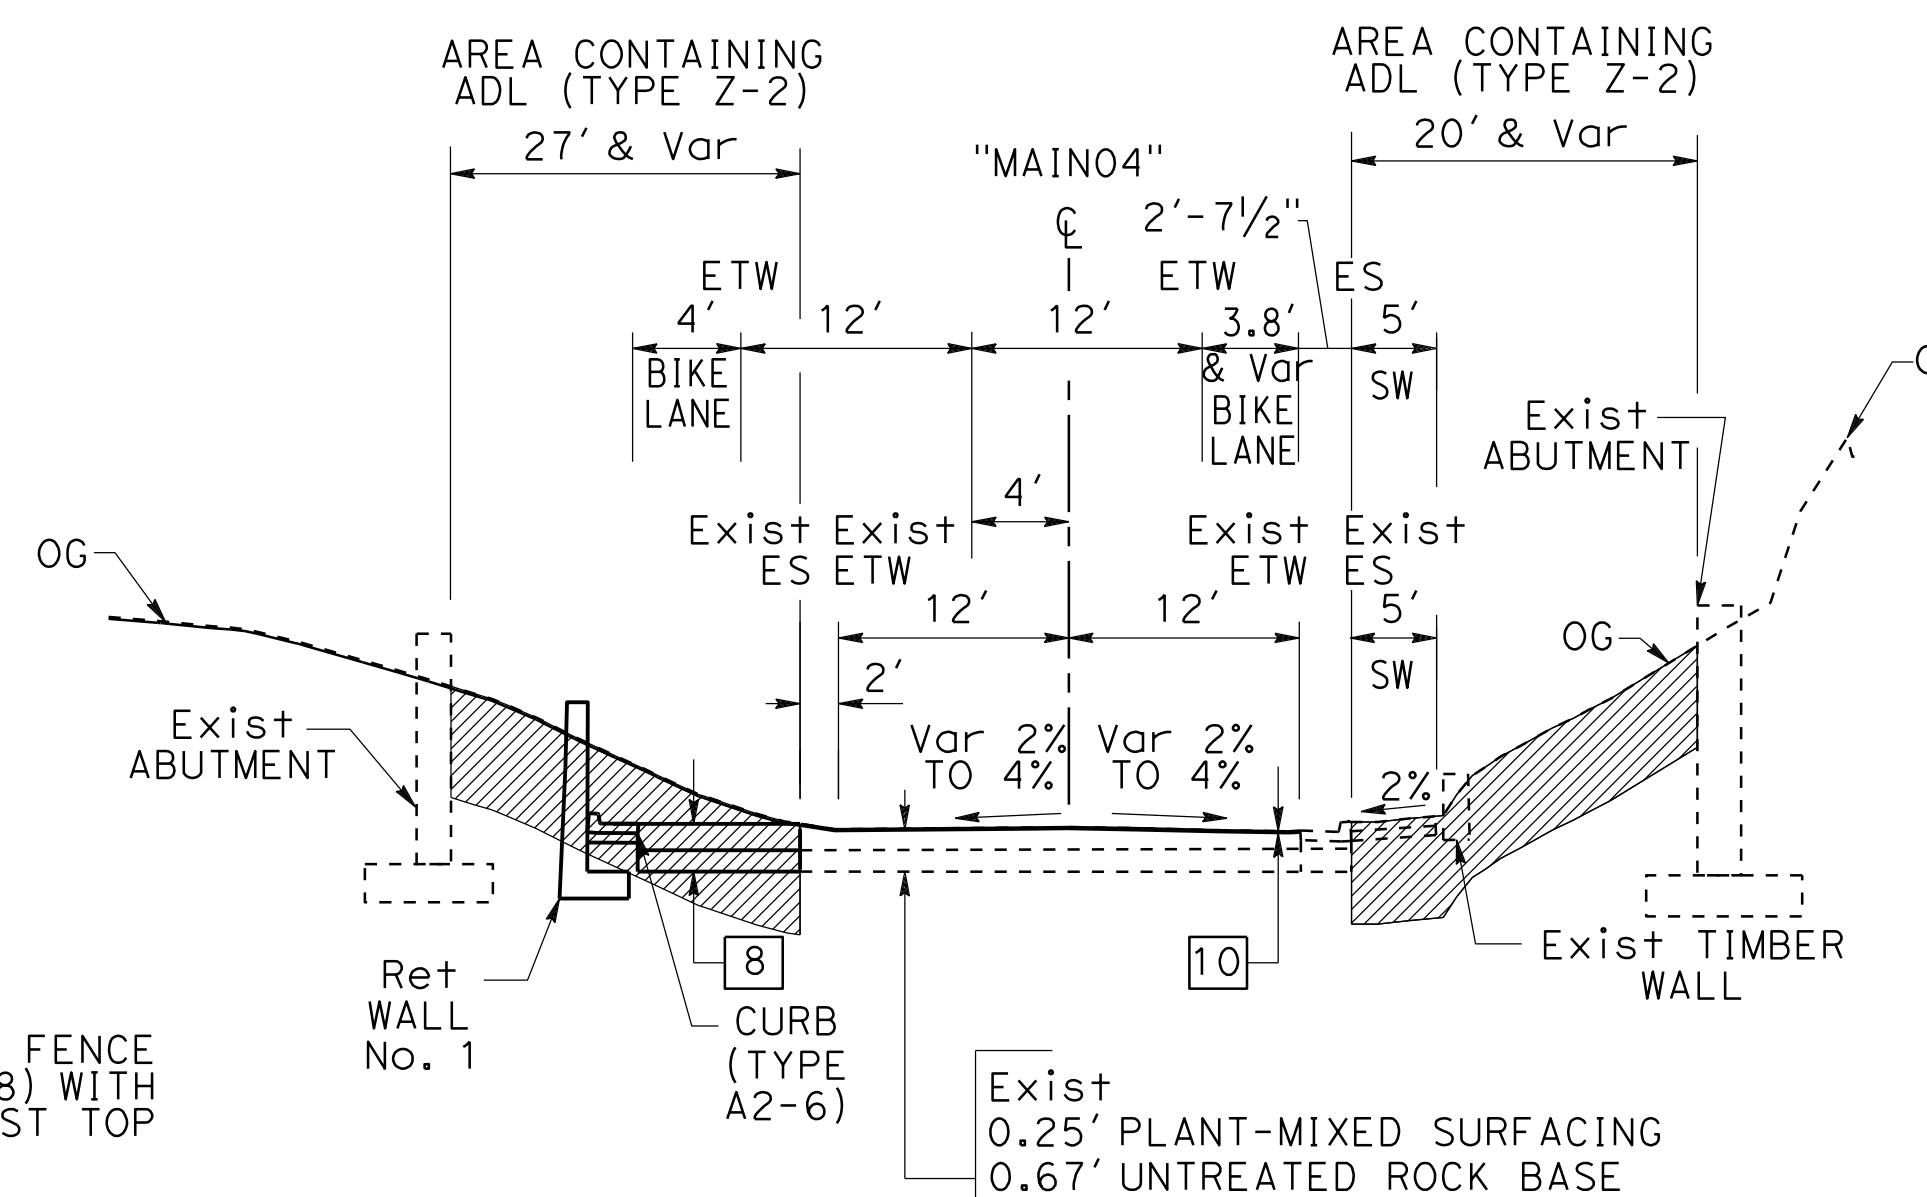 AREA CONTAINING
ADL (TYPE Z-2)
27' & Var
AREA CONTAINING
ADL (TYPE Z-2)
20' & Var
"MAIN04"
℄
2'-7 1/2"
ETW
ETW
ES
4'
12'
12'
3.8'
& Var
5'
BIKE
LANE
BIKE
LANE
SW
Exist
ABUTMENT
4'
Exist
ES
Exist
ETW
Exist
ETW
Exist
ES
OG
12'
12'
5'
SW
OG
2'
Exist
ABUTMENT
Var 2%
TO 4%
Var 2%
TO 4%
2%
8
10
Exist TIMBER
WALL
Ret
WALL
No. 1
CURB
(TYPE
A2-6)
FENCE
8) WITH
ST TOP
Exist
0.25' PLANT-MIXED SURFACING
0.67' UNTREATED ROCK BASE